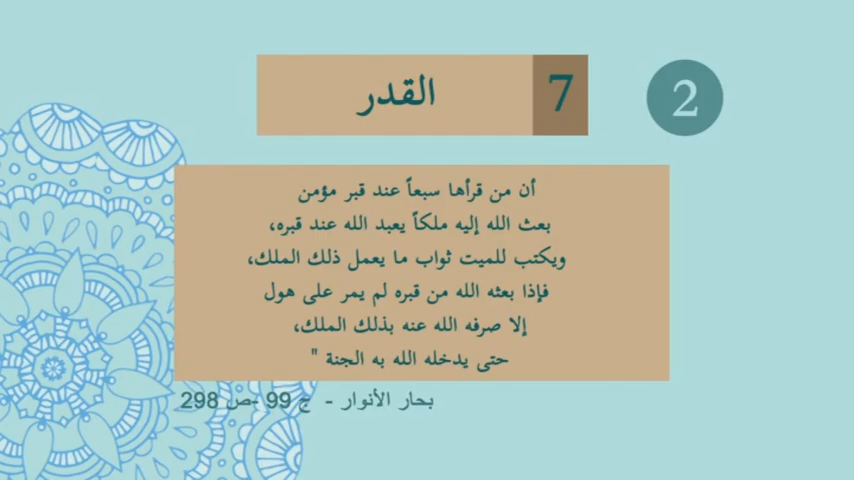 2
7
القدر
أن من قرأها سبعاً عند قبر مؤمن
بعث الله إليه ملكاً يعبد الله عند قبره،
ويكتب للميت ثواب ما يعمل ذلك الملك،
فإذا بعثه الله من قبره لم يمر على هول
إلا صرفه الله عنه بذلك الملك،
حتى يدخله الله به الجنة "
بحار الأنوار - ج 99 -ص 298